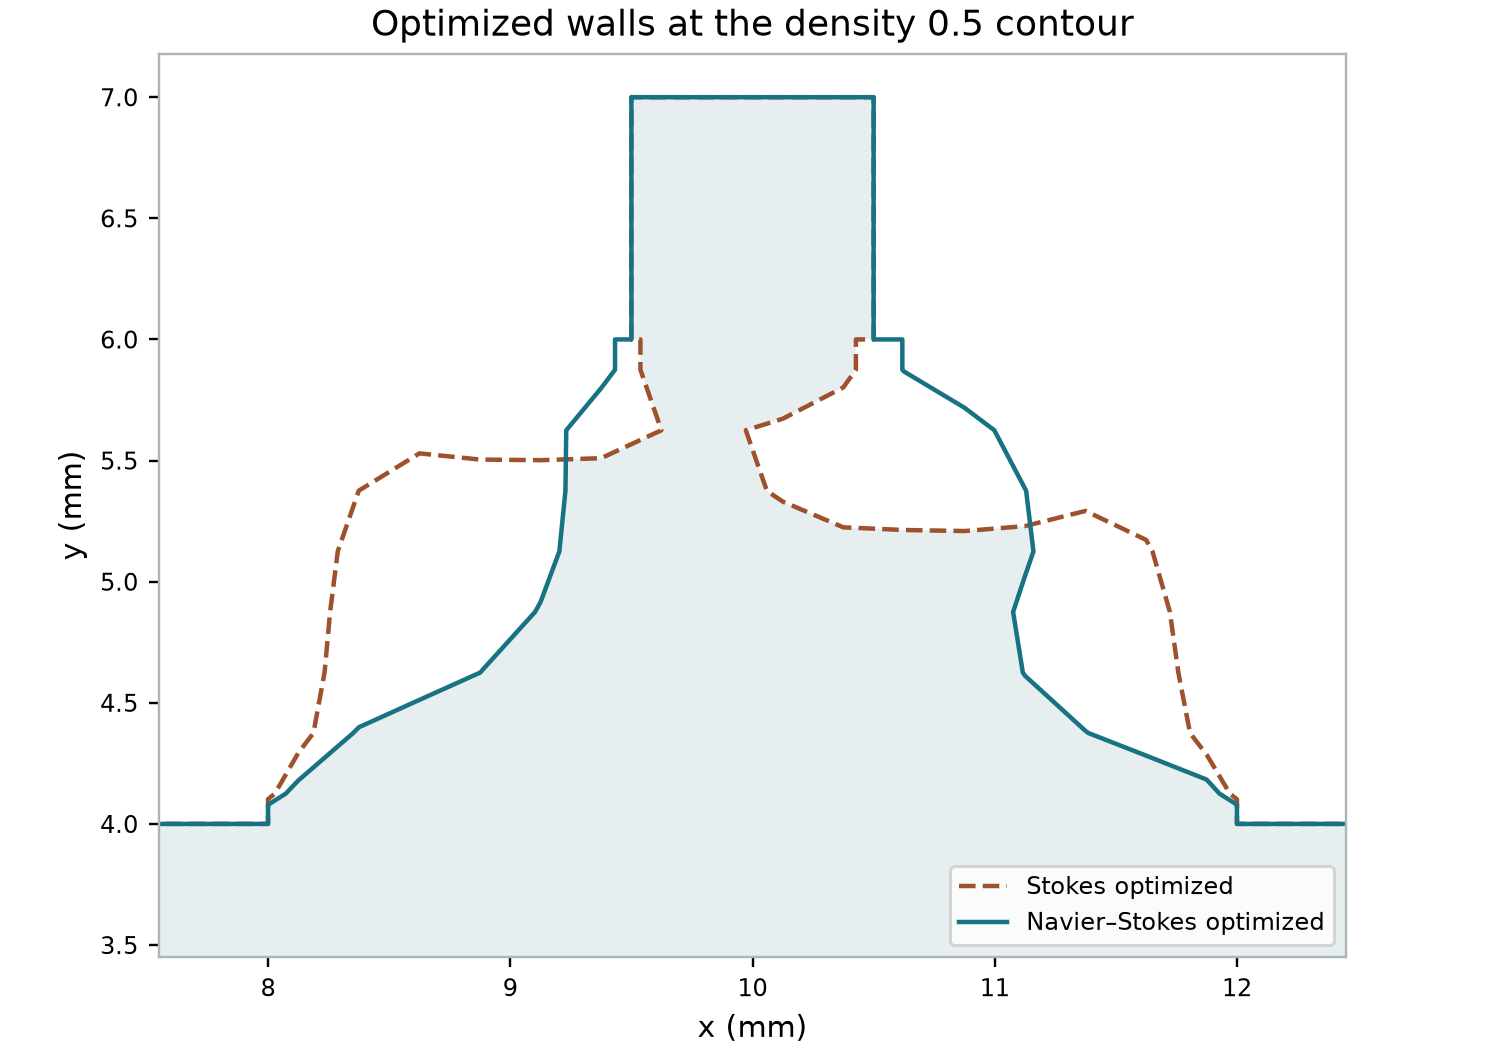 Optimized walls at the density 0.5 contour
7.0
6.5
6.0
5.5
5.0
4.5
4.0
3.5
y (mm)
Stokes optimized
Navier–Stokes optimized
8 9 10 11 12
x (mm)